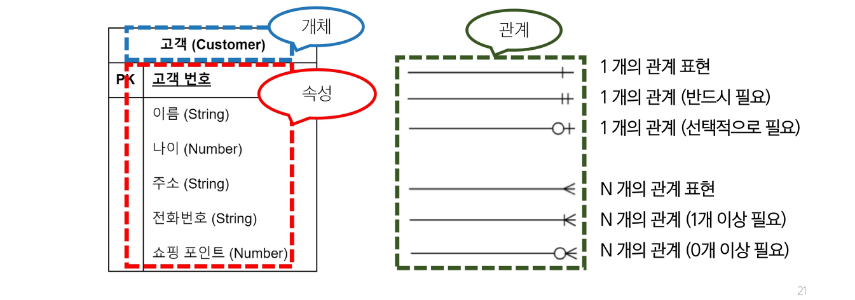 개체
관계
고객 (Customer)
PK 고객 번호
속성
이름 (String)
나이 (Number)
주소 (String)
전화번호 (String)
쇼핑 포인트 (Number)
1 개의 관계 표현
1 개의 관계 (반드시 필요)
1 개의 관계 (선택적으로 필요)
N 개의 관계 표현
N 개의 관계 (1개 이상 필요)
N 개의 관계 (0개 이상 필요)
21